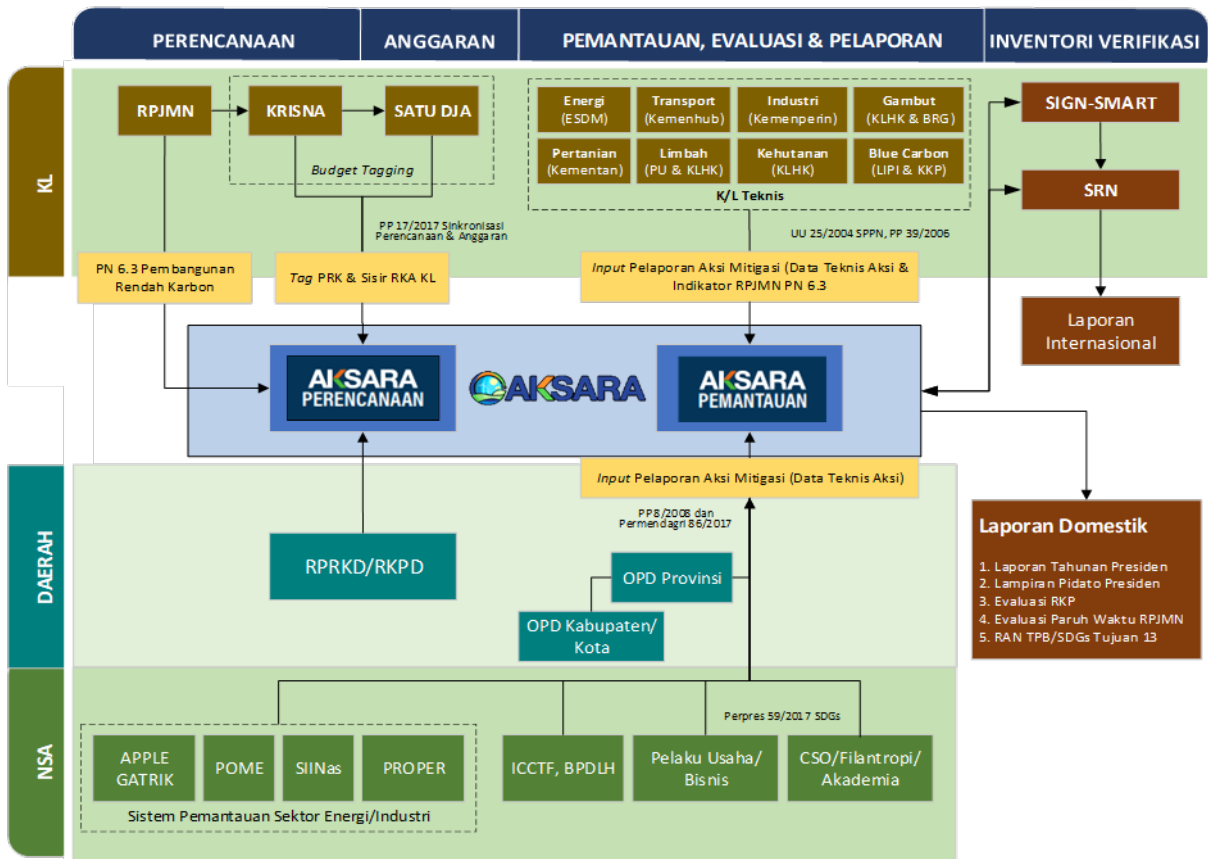 PERENCANAAN
ANGGARAN
PEMANTAUAN, EVALUASI & PELAPORAN
INVENTORI VERIFIKASI
KL
RPJMN
KRISNA
SATU DJA
Budget Tagging
Energi
(ESDM)
Transport
(Kemenhub)
Industri
(Kemenperin)
Gambut
(KLHK & BRG)
Pertanian
(Kementan)
Limbah
(PU & KLHK)
Kehutanan
(KLHK)
Blue Carbon
(LIPI & KKP)
K/L Teknis
SIGN-SMART
SRN
PP 17/2017 Sinkronisasi
Perencanaan & Anggaran
UU 25/2004 SPPN, PP 39/2006
PN 6.3 Pembangunan
Rendah Karbon
Tag PRK & Sisir RKA KL
Input Pelaporan Aksi Mitigasi (Data Teknis Aksi &
Indikator RPJMN PN 6.3
Laporan
Internasional
AKSARA
PERENCANAAN
AKSARA
AKSARA
PEMANTAUAN
Input Pelaporan Aksi Mitigasi (Data Teknis Aksi)
DAERAH
PP8/2008 dan
Permendagri 86/2017
RPRKD/RKPD
OPD Provinsi
OPD Kabupaten/
Kota
Laporan Domestik
1. Laporan Tahunan Presiden
2. Lampiran Pidato Presiden
3. Evaluasi RKP
4. Evaluasi Paruh Waktu RPJMN
5. RAN TPB/SDGs Tujuan 13
NSA
Perpres 59/2017 SDGs
APPLE
GATRIK
POME
SIINas
PROPER
Sistem Pemantauan Sektor Energi/Industri
ICCTF, BPDLH
Pelaku Usaha/
Bisnis
CSO/Filantropi/
Akademia